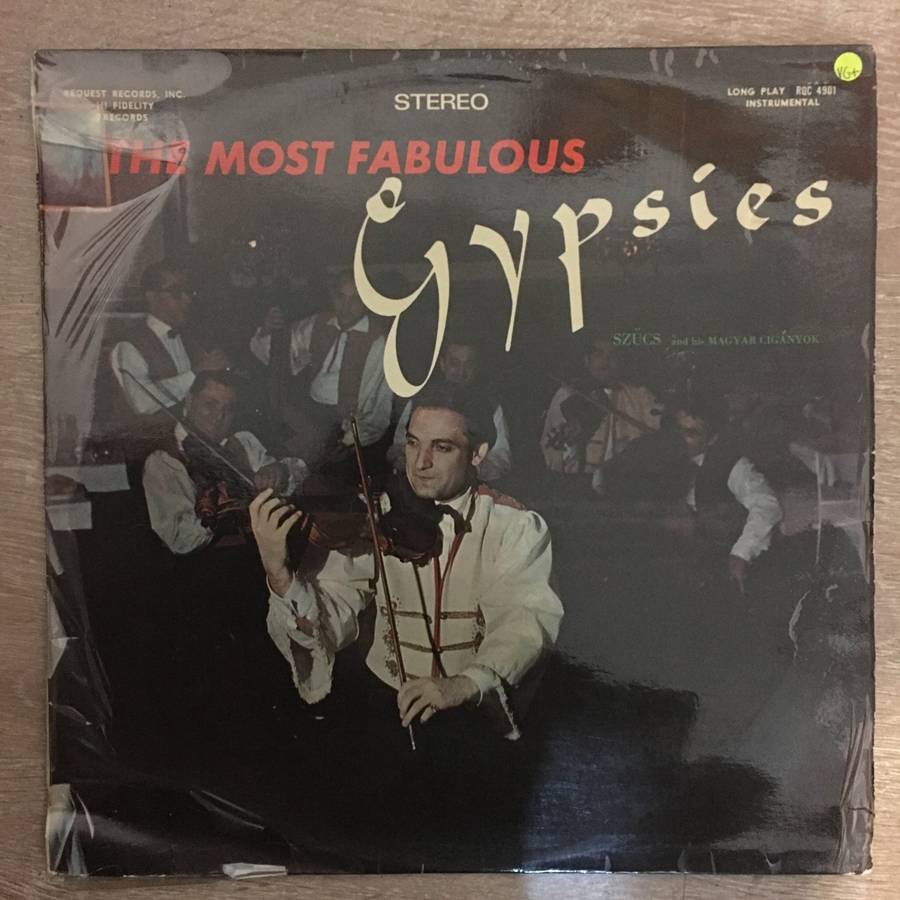 VG+
REQUEST RECORDS, INC.
HI FIDELITY
RECORDS
STEREO
LONG PLAY RQC 4901
INSTRUMENTAL
THE MOST FABULOUS
Gypsies
SZŰCS and his MAGYAR CIGÁNYOK